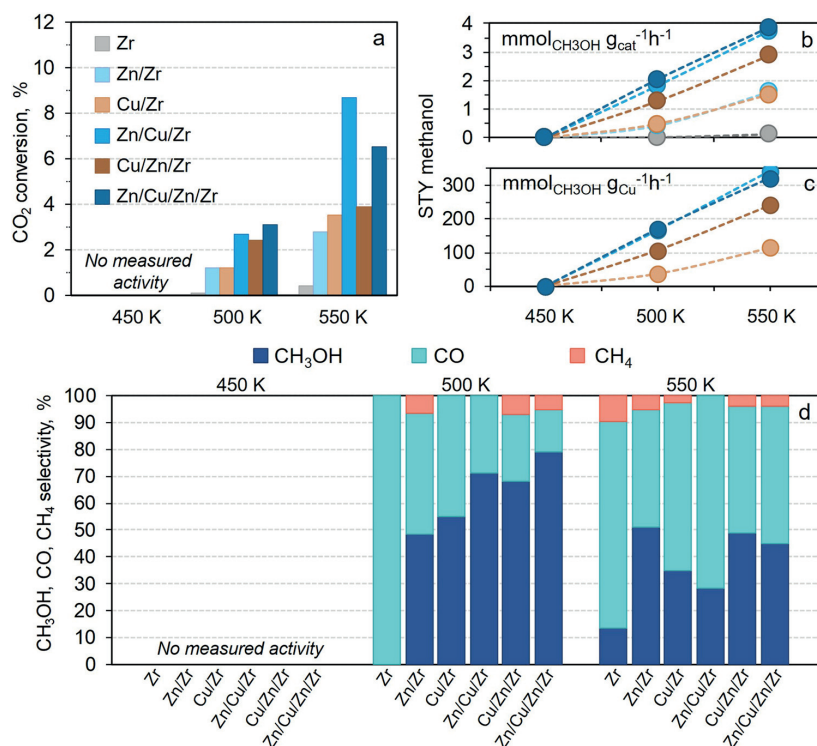 12
10
8
6
4
2
0
CO₂ conversion, %
a
Zr
Zn/Zr
Cu/Zr
Zn/Cu/Zr
Cu/Zn/Zr
Zn/Cu/Zn/Zr
No measured
activity
450 K
500 K
550 K
STY methanol
4
3
2
1
0
mmol_CH3OH g_cat⁻¹h⁻¹
b
300
200
100
0
mmol_CH3OH g_Cu⁻¹h⁻¹
c
450 K
500 K
550 K
CH₃OH
CO
CH₄
CH₃OH, CO, CH₄ selectivity, %
100
90
80
70
60
50
40
30
20
10
0
450 K
500 K
550 K
d
No measured activity
Zr
Zn/Zr
Cu/Zr
Zn/Cu/Zr
Cu/Zn/Zr
Zn/Cu/Zn/Zr
Zr
Zn/Zr
Cu/Zr
Zn/Cu/Zr
Cu/Zn/Zr
Zn/Cu/Zn/Zr
Zr
Zn/Zr
Cu/Zr
Zn/Cu/Zr
Cu/Zn/Zr
Zn/Cu/Zn/Zr